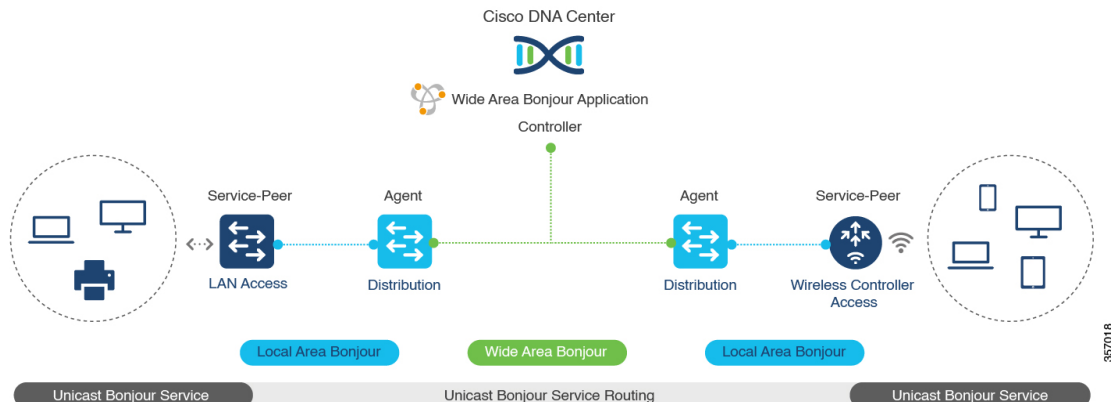 Cisco DNA Center
Wide Area Bonjour Application
Controller
Service-Peer
Agent
Agent
Service-Peer
LAN Access
Distribution
Distribution
Wireless Controller
Access
Local Area Bonjour
Wide Area Bonjour
Local Area Bonjour
357018
Unicast Bonjour Service
Unicast Bonjour Service Routing
Unicast Bonjour Service